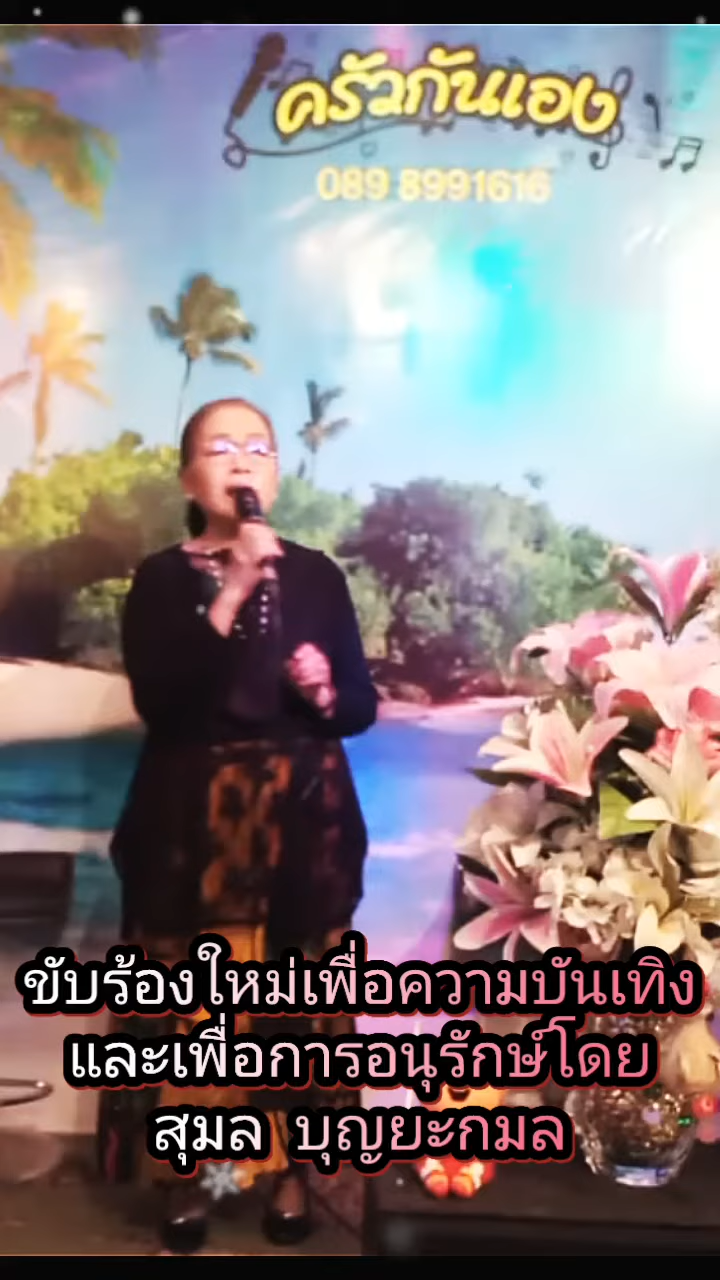 ครัวกันเอง
089 8991616
ขับร้องใหม่เพื่อความบันเทิง
และเพื่อการอนุรักษ์โดย
สุมล บุญยะกมล